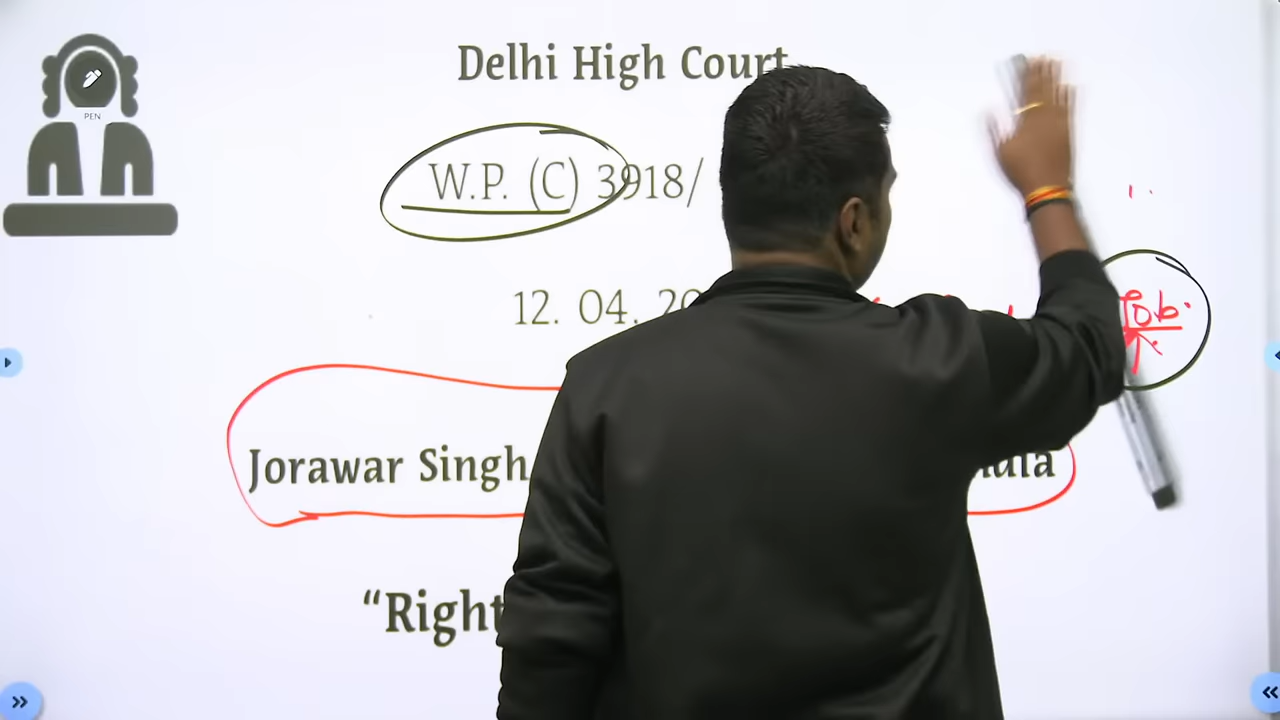 Delhi High Court
PEN
W.P. (C) 3918/
12. 04. 20
Job.
Jorawar Singh
"Right